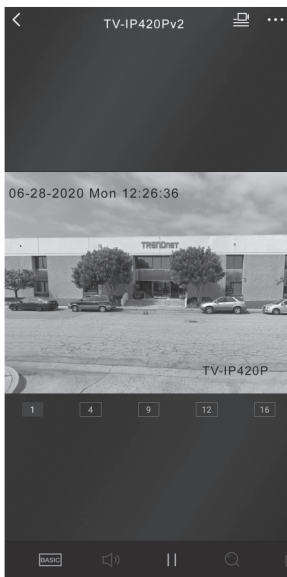 TV-IP420Pv2
06-28-2020 Mon 12:26:36
TRENDNET
TV-IP420P
1 4 9 12 16
BASIC